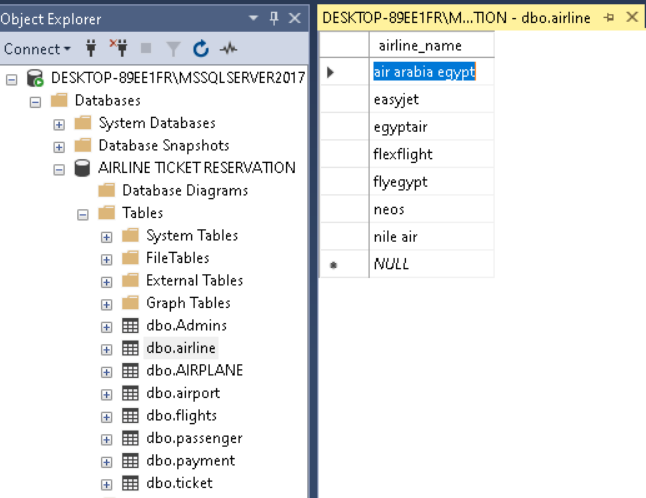 Object Explorer
Connect
DESKTOP-89EE1FR\MSSQLSERVER2017
Databases
System Databases
Database Snapshots
AIRLINE TICKET RESERVATION
Database Diagrams
Tables
System Tables
FileTables
External Tables
Graph Tables
dbo.Admins
dbo.airline
dbo.AIRPLANE
dbo.airport
dbo.flights
dbo.passenger
dbo.payment
dbo.ticket
DESKTOP-89EE1FR\M...TION - dbo.airline
airline_name
air arabia egypt
easyjet
egyptair
flexflight
flyegypt
neos
nile air
NULL